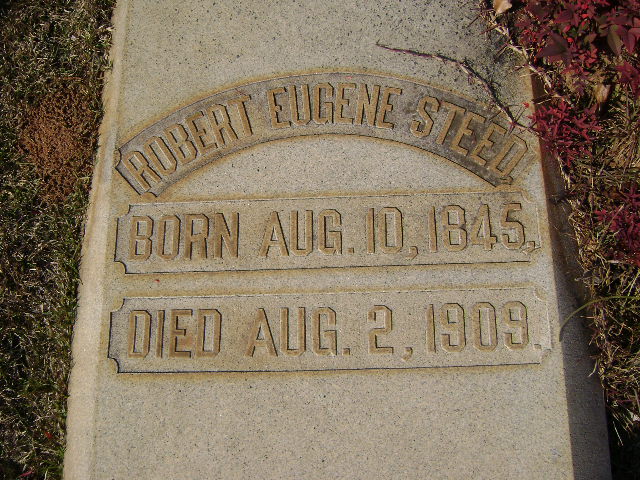 ROBERT EUGENE STEED,
BORN AUG. 10, 1845,
DIED AUG. 2, 1909.